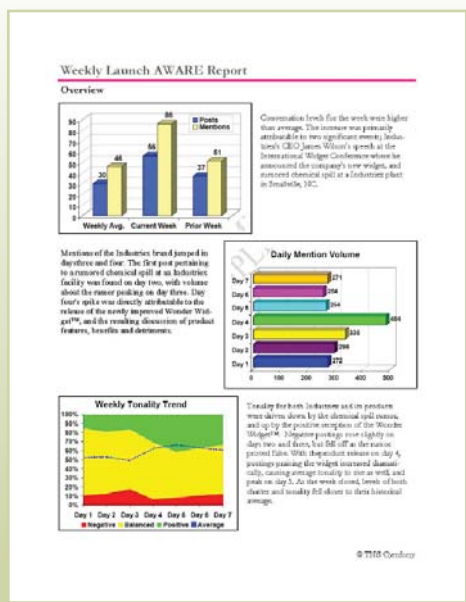 Weekly Launch AWARE Report
Overview
90
80
70
60
50
40
30
20
10
0
Posts
Mentions
30
46
56
86
37
51
Weekly Avg. Current Week Prior Week
Conversation levels for the week were higher
than average. The increase was primarily
attributable to two significant events; Indus-
tries's CEO James Wilson's speech at the
International Widget Conference where he
announced the company's new widget, and
rumored chemical spill at a Industries plant
in Smalville, NC.
Mentions of the Industries brand jumped in
days three and four. The first post pertaining
to a rumored chemical spill at an Industries
facility was found on day two, with volume
about the rumor peaking on day three. Day
four's spike was directly attributable to the
release of the newly improved Wonder Wid-
get™, and the resulting discussion of product
features, benefits and detriments.
Daily Mention Volume
Day 7 271
Day 6
Day 5
Day 4
Day 3
Day 2
Day 1 272
0 100 200 300 400 500
Weekly Tonality Trend
100%
90%
80%
70%
60%
50%
40%
30%
20%
10%
0%
Day 1 Day 2 Day 3 Day 4 Day 5 Day 6 Day 7
Negative Balanced Positive Average
Tonality for both Industries and its products
were driven down by the chemical spill rumor,
and up by the positive reception of the Wonder
Widget™. Negative postings rose slightly on
days two and three, but fell off as the rumor
proved false. With the product release on day 4,
postings praising the widget increased dramati-
cally, causing average tonality to rise as well, and
peak on day 5. As the week closed, levels of both
chatter and tonality fell closer to their historical
average.
© TNS Cymfony